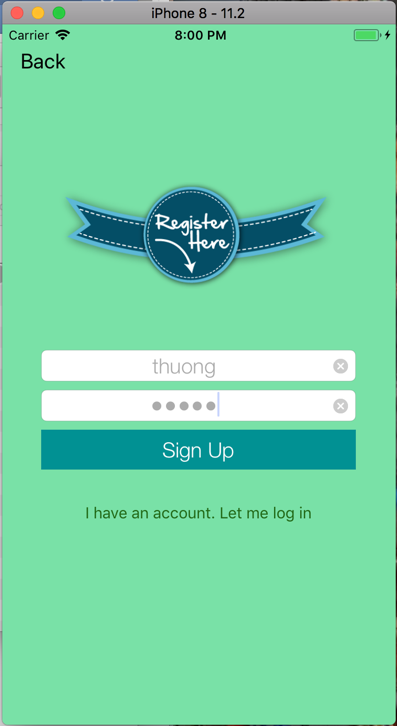 iPhone 8 - 11.2
Carrier 8:00 PM
Back
Register
Here
thuong
●●●●●
Sign Up
I have an account. Let me log in